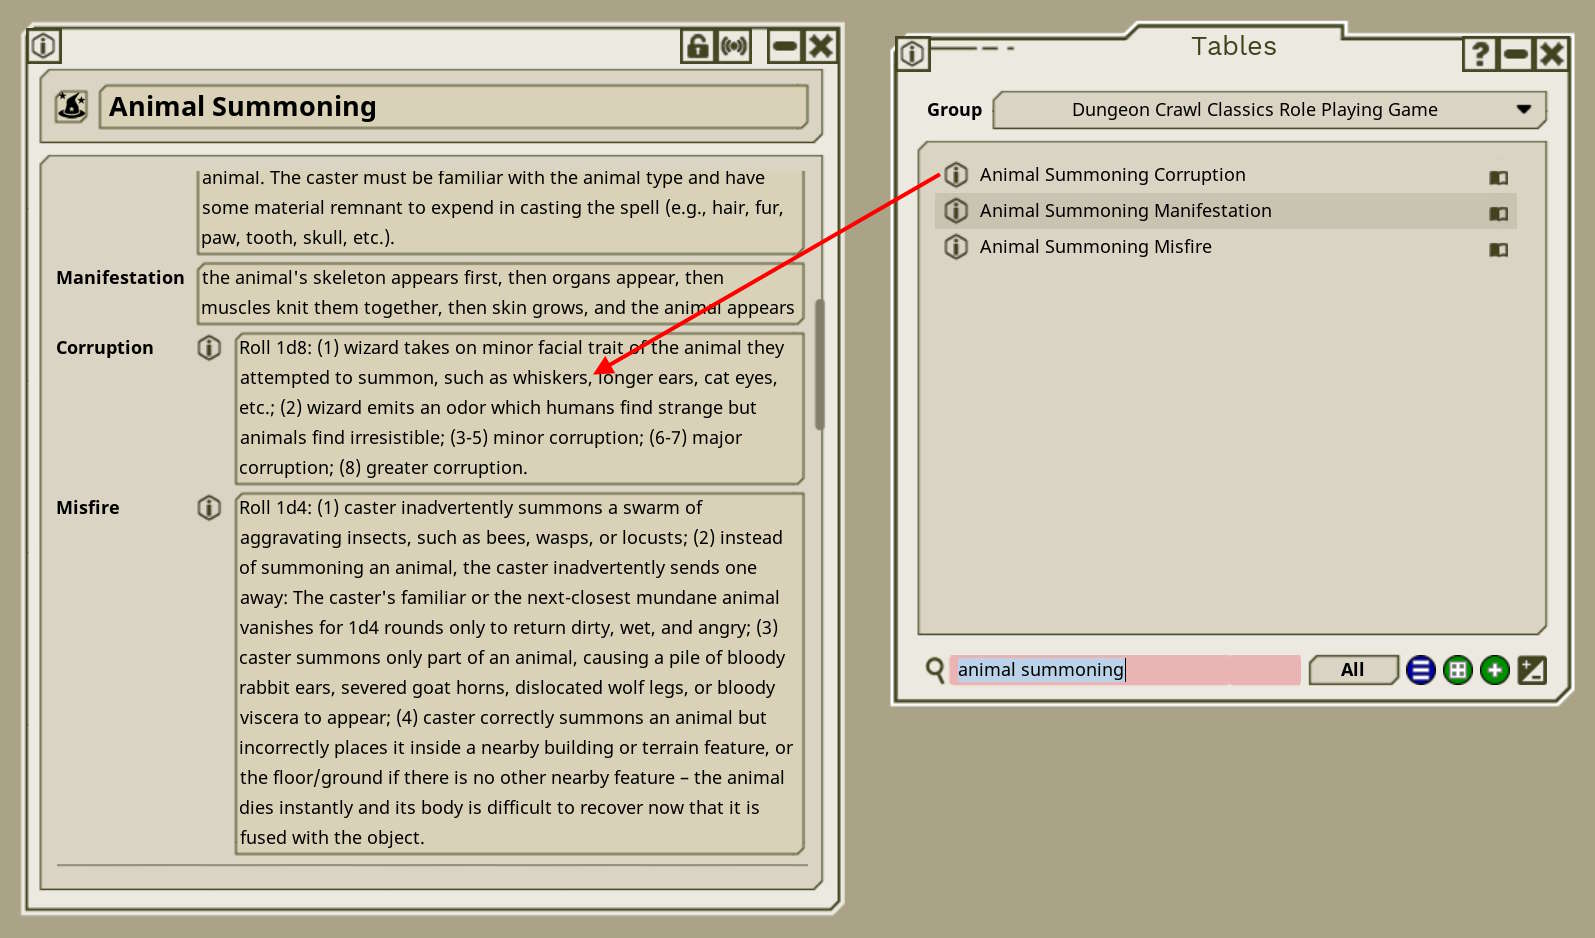 Animal Summoning
animal. The caster must be familiar with the animal type and have
some material remnant to expend in casting the spell (e.g., hair, fur,
paw, tooth, skull, etc.).
Manifestation
the animal's skeleton appears first, then organs appear, then
muscles knit them together, then skin grows, and the animal appears
Corruption
Roll 1d8: (1) wizard takes on minor facial trait of the animal they
attempted to summon, such as whiskers, longer ears, cat eyes,
etc.; (2) wizard emits an odor which humans find strange but
animals find irresistible; (3-5) minor corruption; (6-7) major
corruption; (8) greater corruption.
Misfire
Roll 1d4: (1) caster inadvertently summons a swarm of
aggravating insects, such as bees, wasps, or locusts; (2) instead
of summoning an animal, the caster inadvertently sends one
away: The caster's familiar or the next-closest mundane animal
vanishes for 1d4 rounds only to return dirty, wet, and angry; (3)
caster summons only part of an animal, causing a pile of bloody
rabbit ears, severed goat horns, dislocated wolf legs, or bloody
viscera to appear; (4) caster correctly summons an animal but
incorrectly places it inside a nearby building or terrain feature, or
the floor/ground if there is no other nearby feature – the animal
dies instantly and its body is difficult to recover now that it is
fused with the object.
Tables
?
Group
Dungeon Crawl Classics Role Playing Game
Animal Summoning Corruption
Animal Summoning Manifestation
Animal Summoning Misfire
animal summoning
All